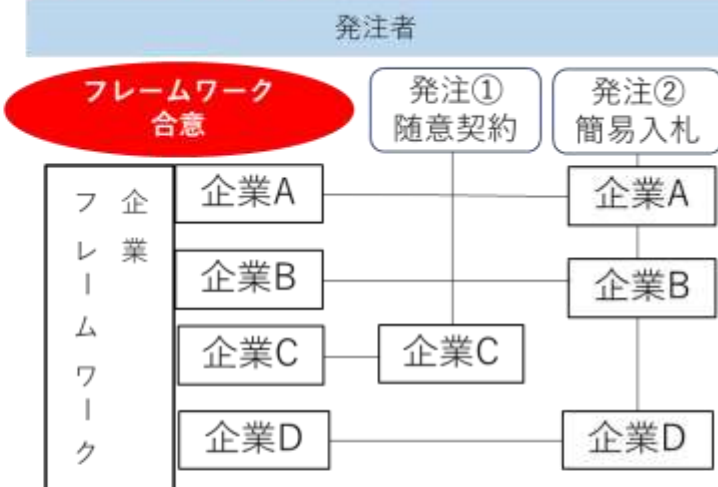 発注者
フレームワーク
合意
発注①
随意契約
発注②
簡易入札
企業
フレームワーク
企業A
企業A
企業B
企業B
企業C
企業C
企業D
企業D